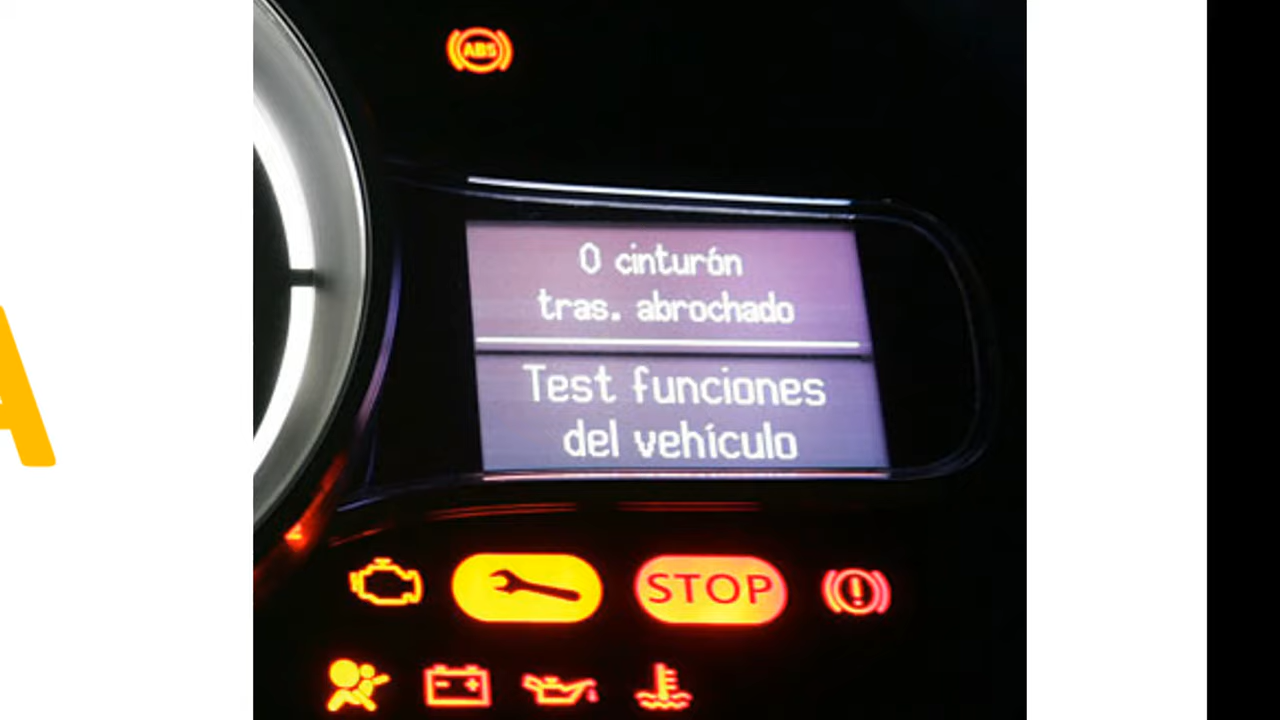 A
ABS
0 cinturón
tras. abrochado
Test funciones
del vehículo
STOP